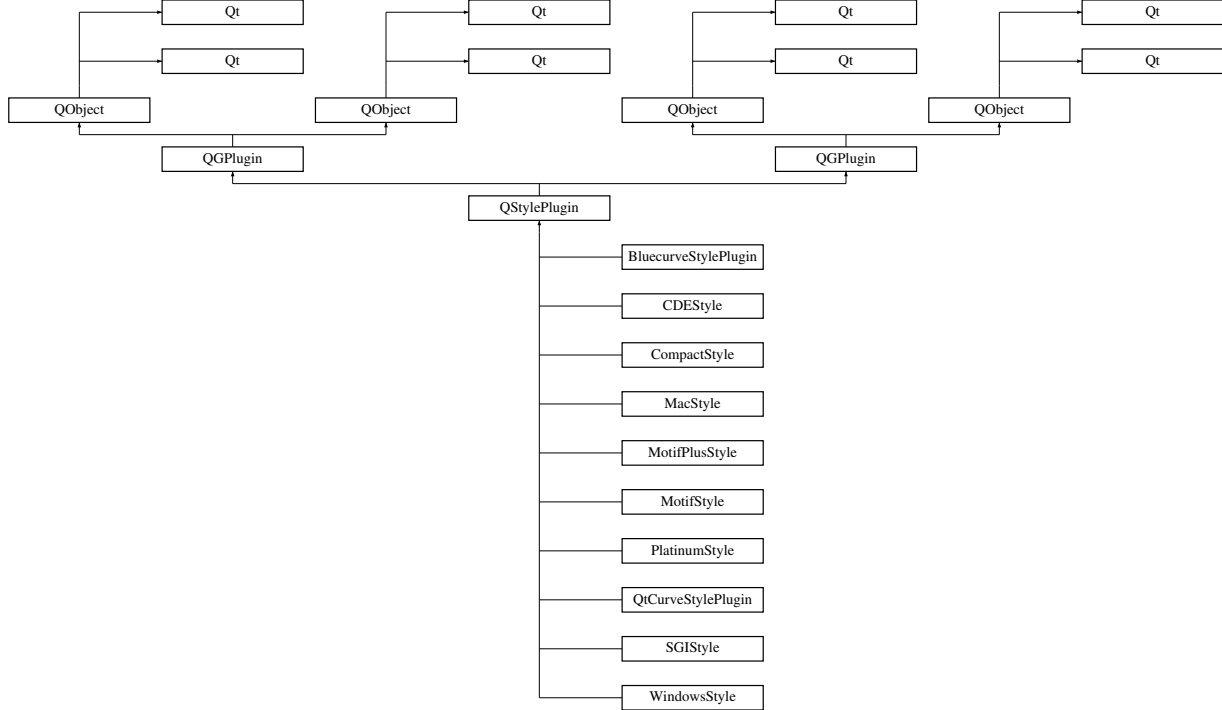 Qt Qt Qt Qt
Qt Qt Qt Qt
QObject QObject QObject QObject
QGPlugin QGPlugin
QStylePlugin
BluecurveStylePlugin
CDEStyle
CompactStyle
MacStyle
MotifPlusStyle
MotifStyle
PlatinumStyle
QtCurveStylePlugin
SGIStyle
WindowsStyle